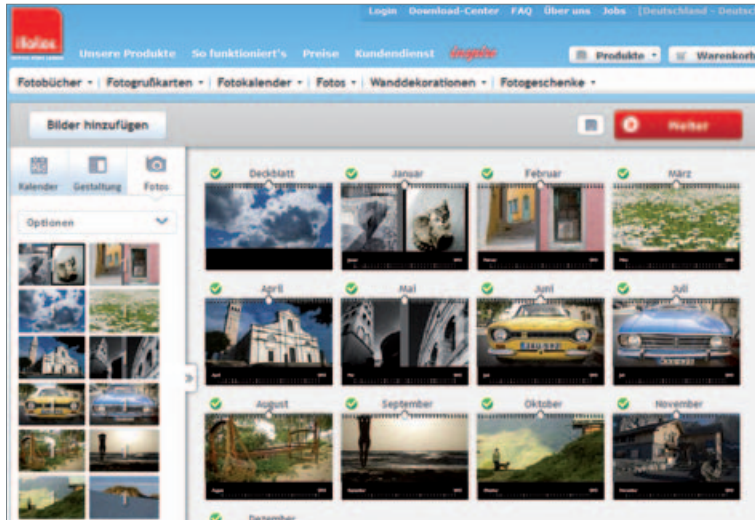 Login Download-Center FAQ Über uns Jobs [Deutschland - Deutsc
ifolor
Unsere Produkte So funktioniert's Preise Kundendienst
Produkte Warenkorb
Fotobücher Fotogrußkarten Fotokalender Fotos Wanddekorationen Fotogeschenke
Bilder hinzufügen Weiter
Kalender Gestaltung Fotos
Optionen
Deckblatt Januar Februar März
April Mai Juni Juli
August September Oktober November
Dezember